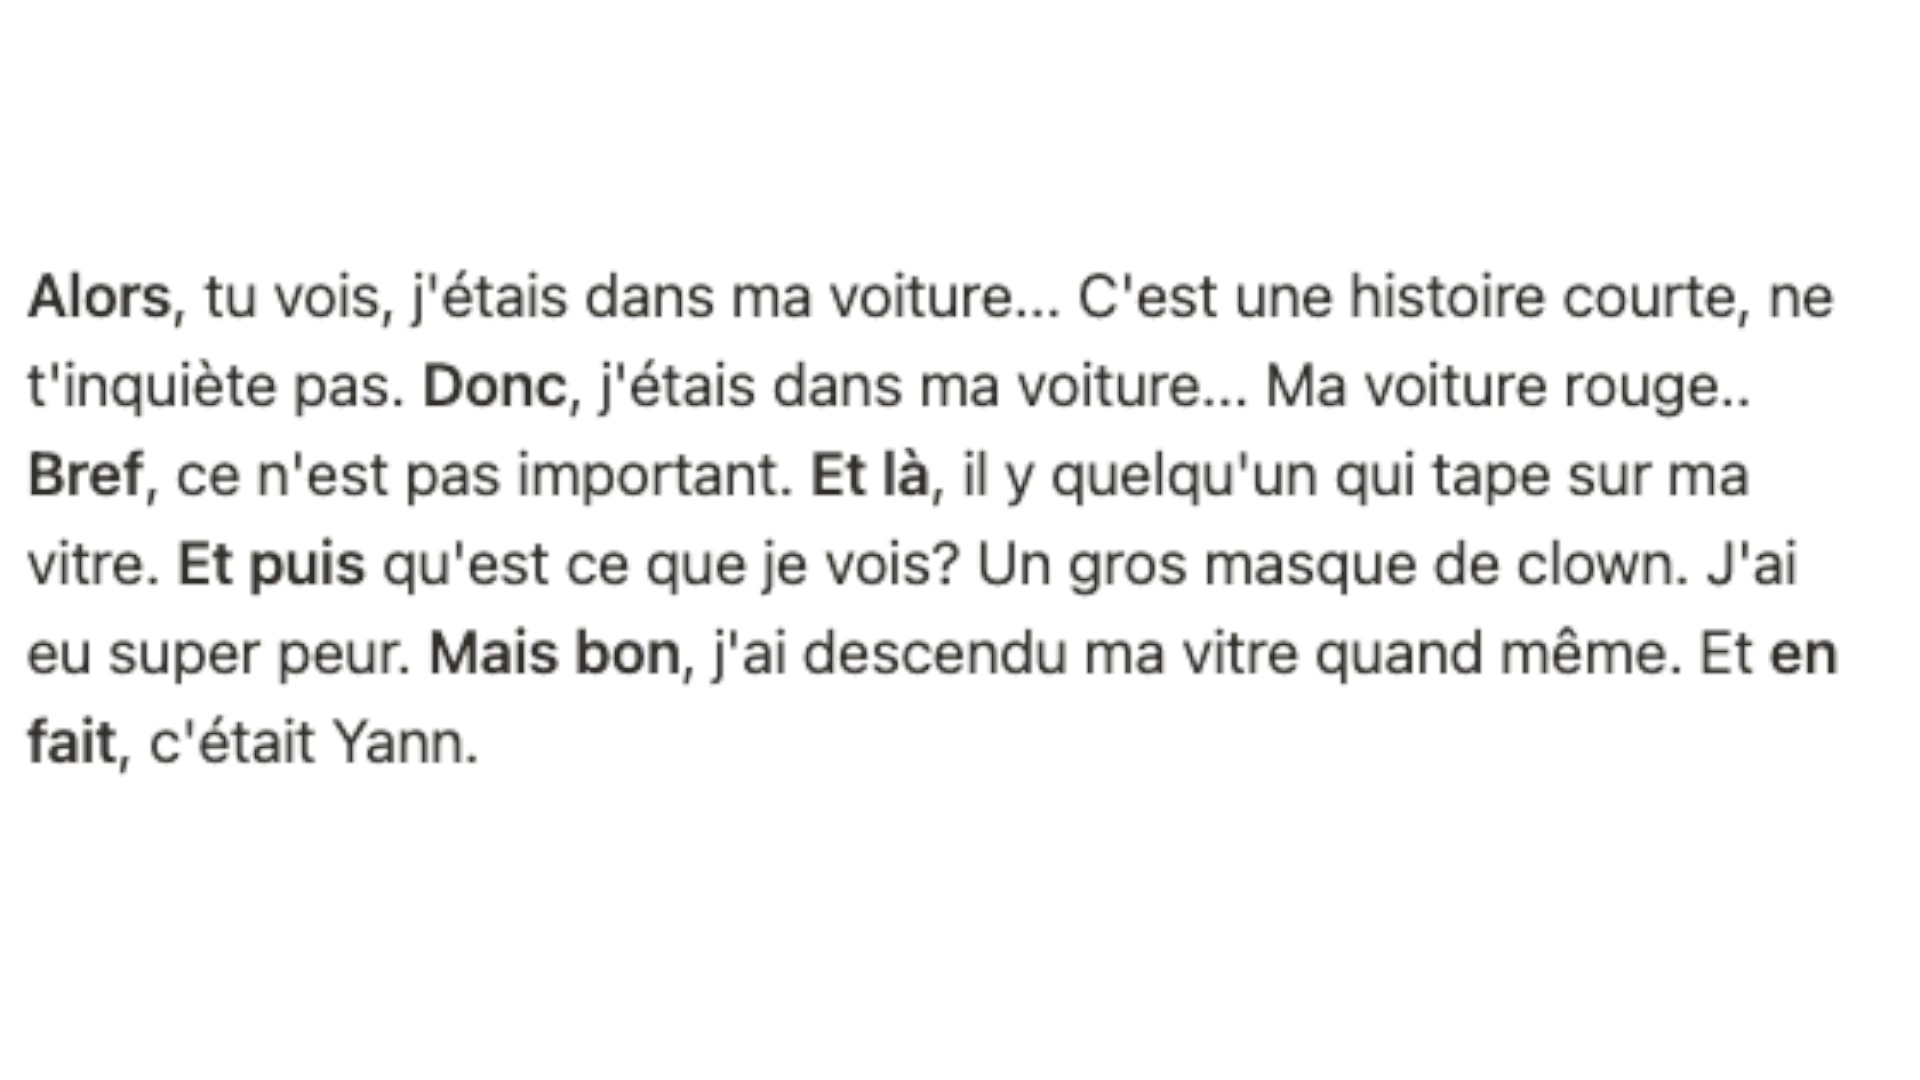 Alors, tu vois, j'étais dans ma voiture... C'est une histoire courte, ne
t'inquiète pas. Donc, j'étais dans ma voiture... Ma voiture rouge..
Bref, ce n'est pas important. Et là, il y quelqu'un qui tape sur ma
vitre. Et puis qu'est ce que je vois? Un gros masque de clown. J'ai
eu super peur. Mais bon, j'ai descendu ma vitre quand même. Et en
fait, c'était Yann.